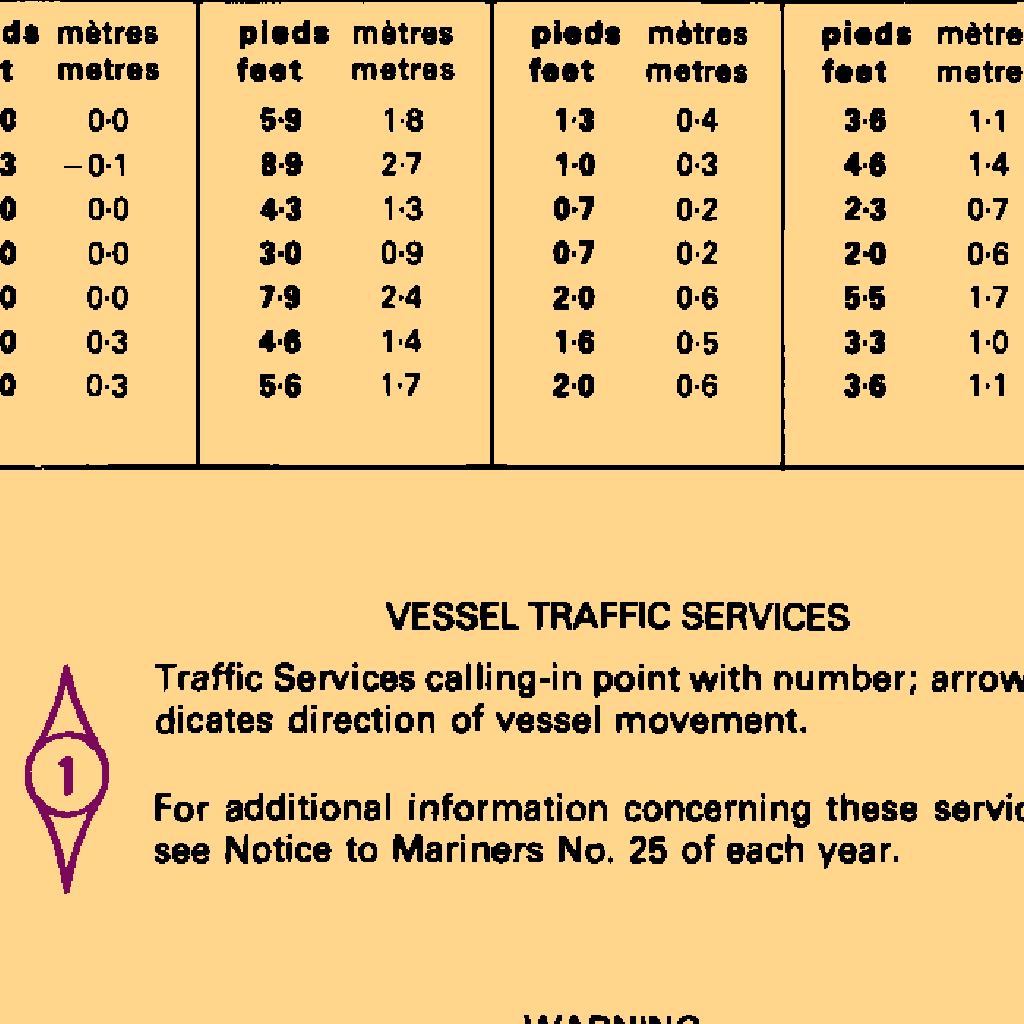 ds mètres pieds mètres pieds mètres pieds mètre
t metres feet metres feet metres feet metre
0 0·0 5·9 1·8 1·3 0·4 3·6 1·1
3 –0·1 8·9 2·7 1·0 0·3 4·6 1·4
0 0·0 4·3 1·3 0·7 0·2 2·3 0·7
0 0·0 3·0 0·9 0·7 0·2 2·0 0·6
0 0·0 7·9 2·4 2·0 0·6 5·5 1·7
0 0·3 4·6 1·4 1·6 0·5 3·3 1·0
0 0·3 5·6 1·7 2·0 0·6 3·6 1·1
VESSEL TRAFFIC SERVICES
Traffic Services calling-in point with number; arrow
dicates direction of vessel movement.
1
For additional information concerning these servic
see Notice to Mariners No. 25 of each year.
WARNING